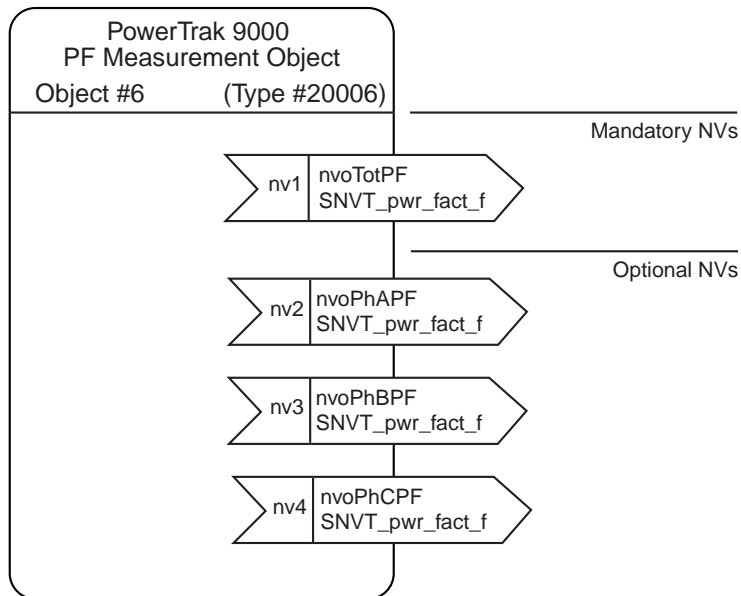 PowerTrak 9000
PF Measurement Object
Object #6 (Type #20006)
Mandatory NVs
nv1 nvoTotPF
SNVT_pwr_fact_f
Optional NVs
nv2 nvoPhAPF
SNVT_pwr_fact_f
nv3 nvoPhBPF
SNVT_pwr_fact_f
nv4 nvoPhCPF
SNVT_pwr_fact_f